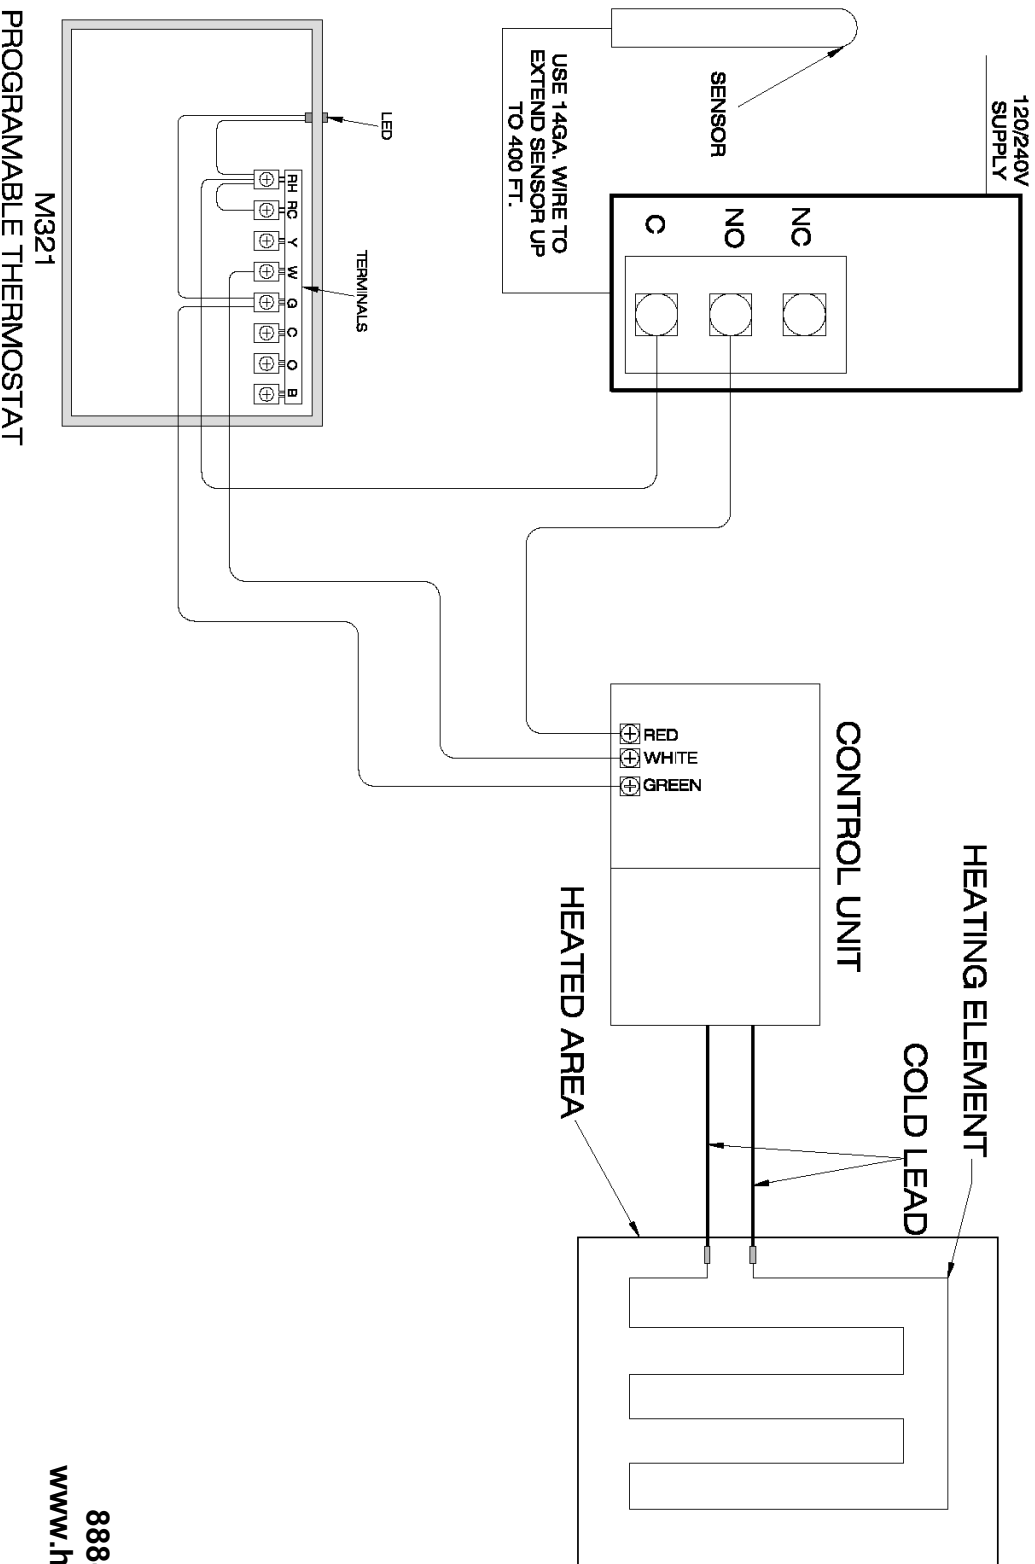 120/240V
SUPPLY
SENSOR
USE 14GA. WIRE TO
EXTEND SENSOR UP
TO 400 FT.
NC
NO
C
CONTROL UNIT
RED
WHITE
GREEN
HEATING ELEMENT
COLD LEAD
HEATED AREA
LED
TERMINALS
RH RC Y W G C O B
M321
PROGRAMABLE THERMOSTAT
888
www.h